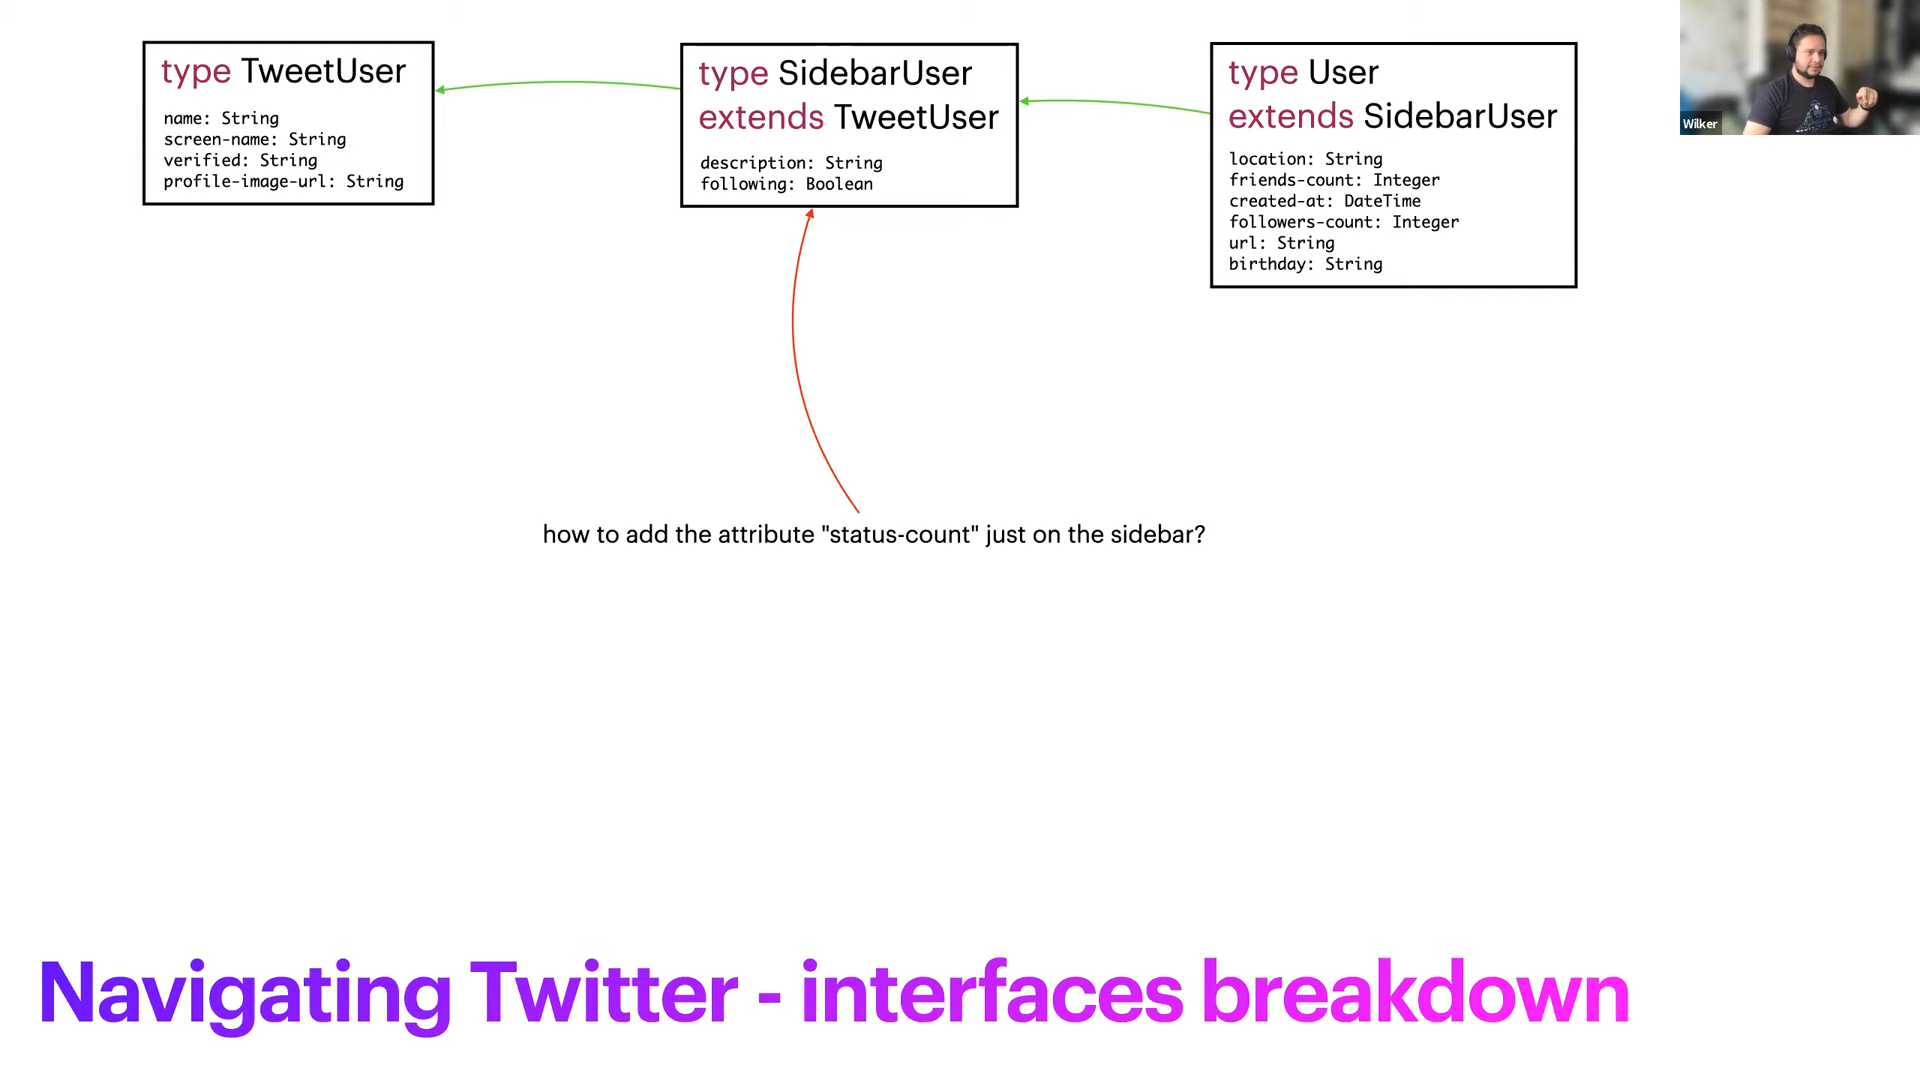 type TweetUser
name: String
screen-name: String
verified: String
profile-image-url: String
type SidebarUser
extends TweetUser
description: String
following: Boolean
type User
extends SidebarUser
location: String
friends-count: Integer
created-at: DateTime
followers-count: Integer
url: String
birthday: String
Wilker
how to add the attribute "status-count" just on the sidebar?
Navigating Twitter - interfaces breakdown